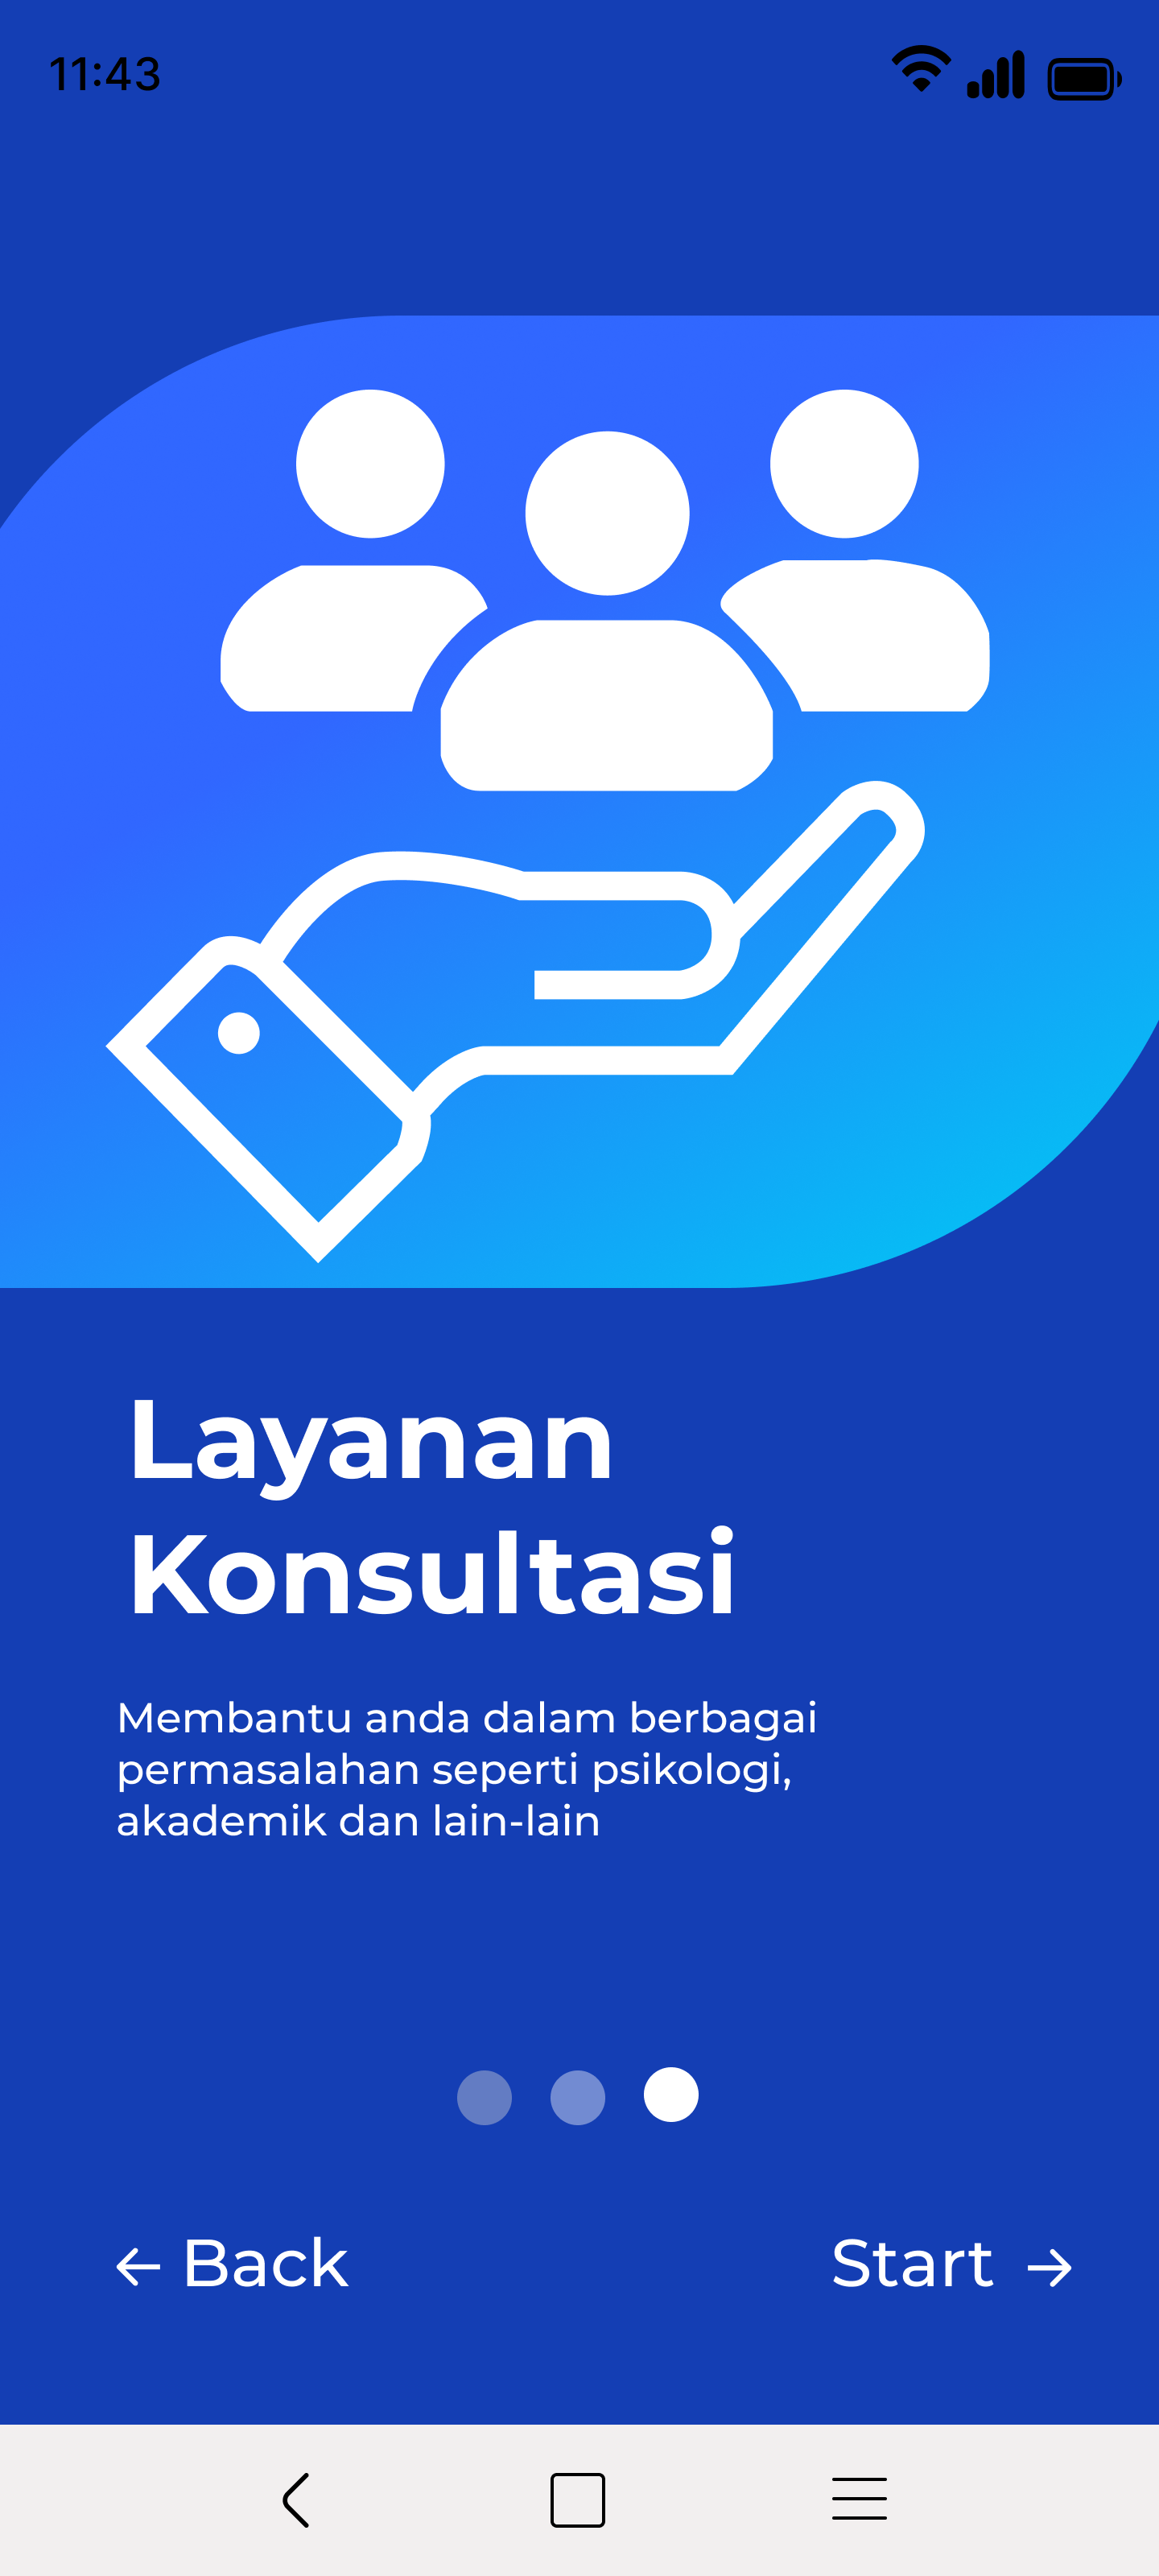 11:43
Layanan
Konsultasi
Membantu anda dalam berbagai
permasalahan seperti psikologi,
akademik dan lain-lain
Back
Start